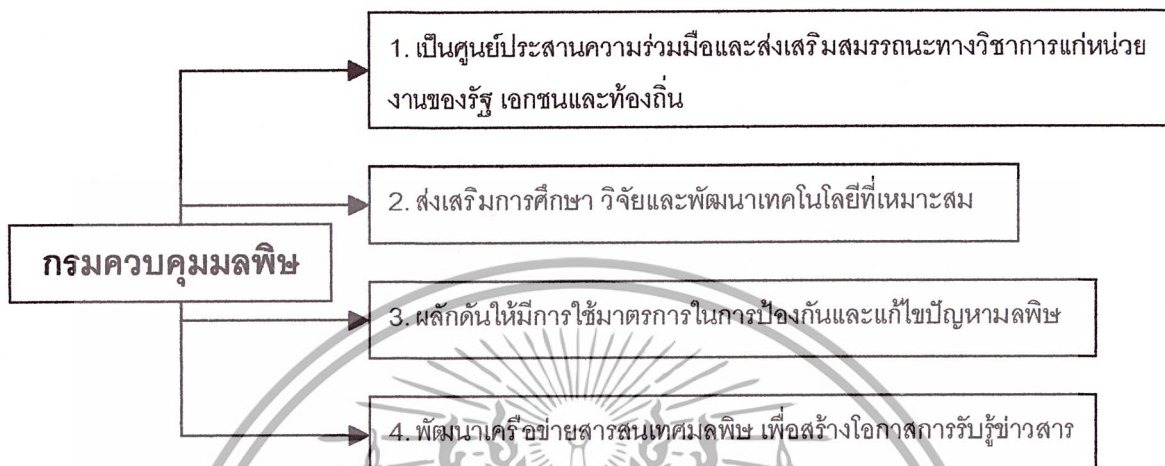 1. เป็นศูนย์ประสานความร่วมมือและส่งเสริมสมรรถนะทางวิชาการแก่หน่วย
งานของรัฐ เอกชนและท้องถิ่น
2. ส่งเสริมการศึกษา วิจัยและพัฒนาเทคโนโลยีที่เหมาะสม
กรมควบคุมมลพิษ
3. ผลักดันให้มีการใช้มาตรการในการป้องกันและแก้ไขปัญหามลพิษ
4. พัฒนาเครือข่ายสารสนเทศมลพิษ เพื่อสร้างโอกาสการรับรู้ข่าวสาร